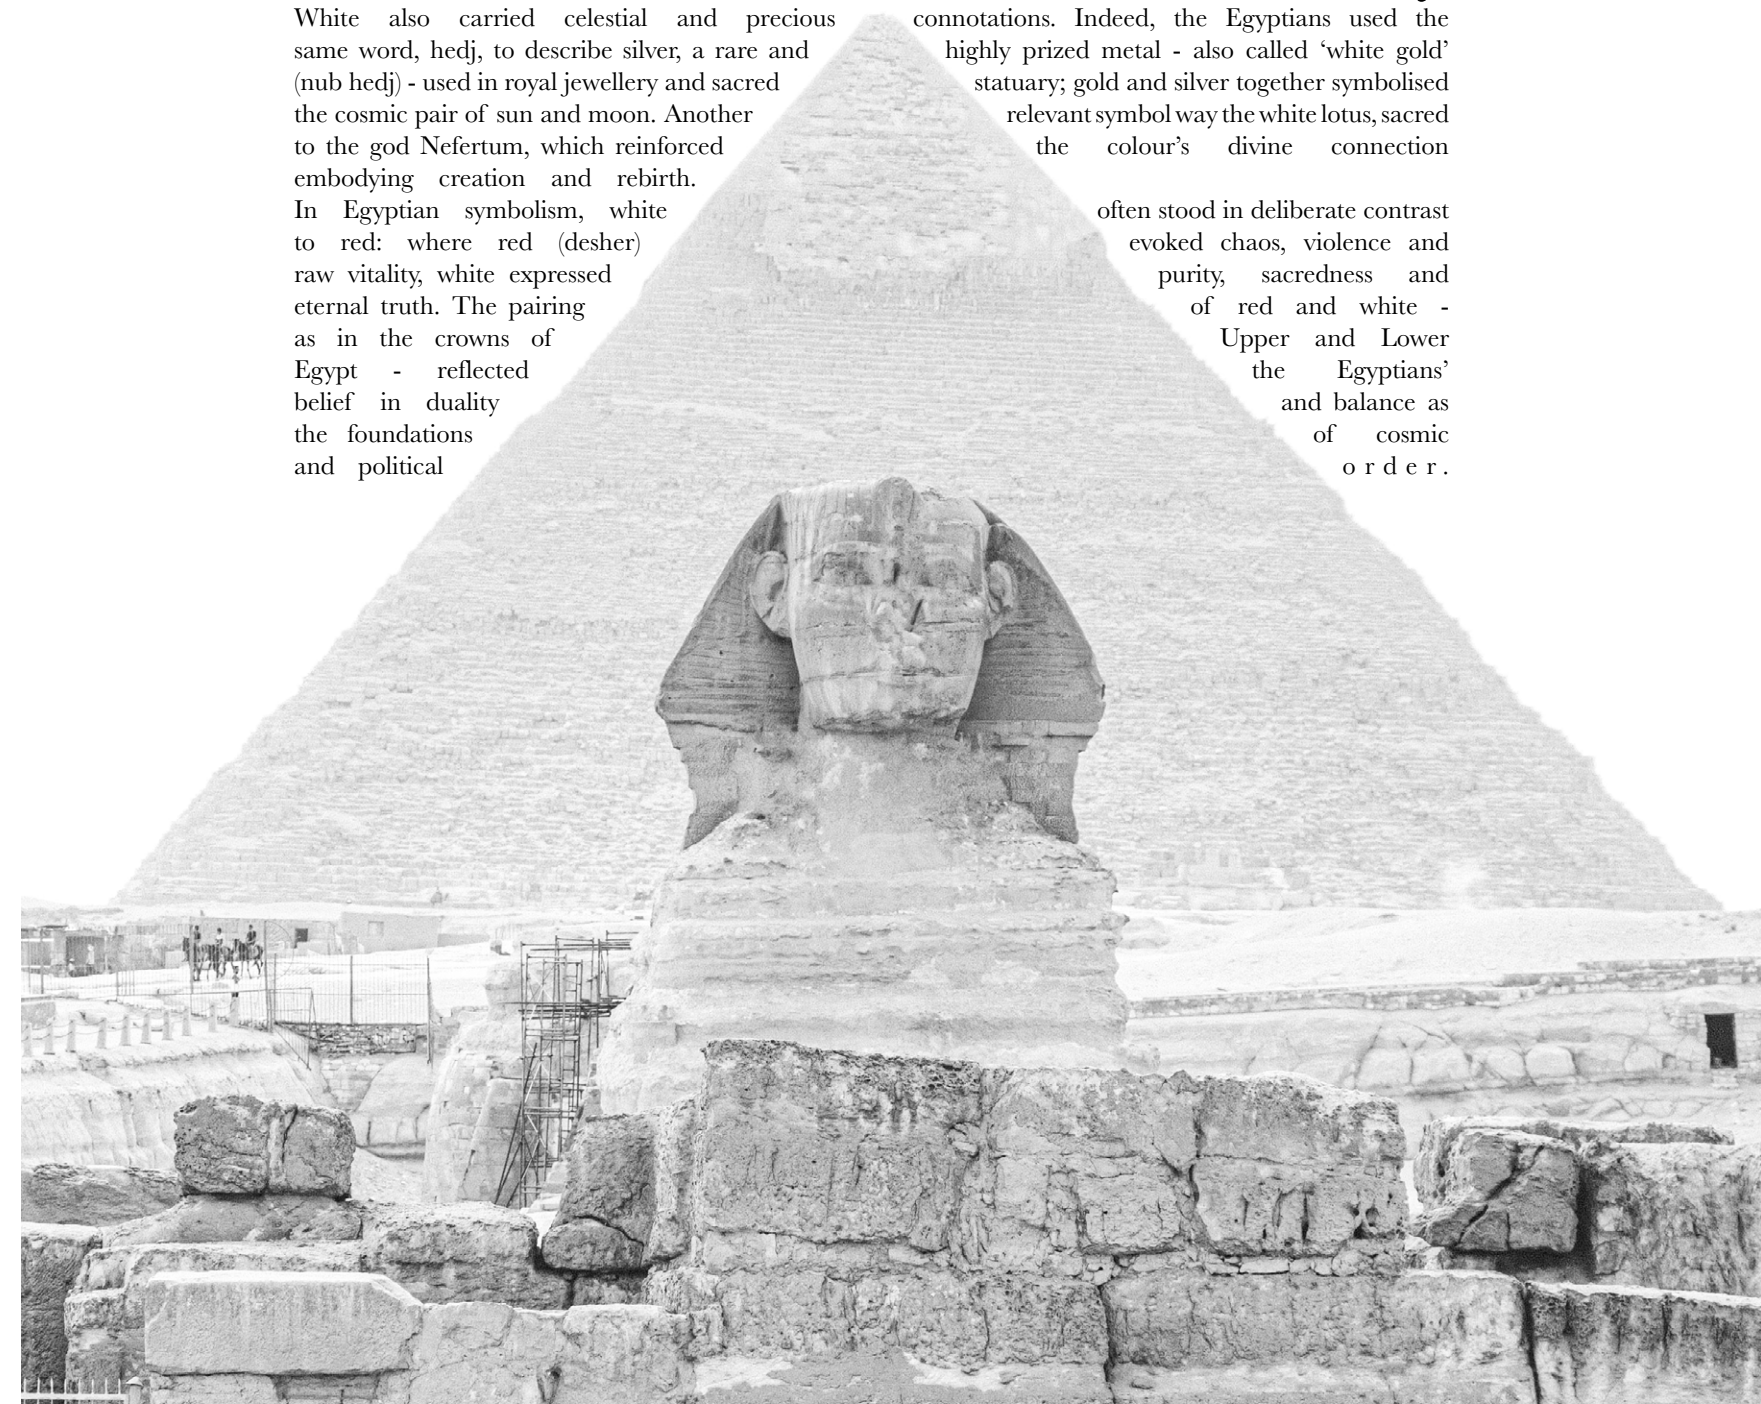 White also carried celestial and precious connotations. Indeed, the Egyptians used the
same word, hedj, to describe silver, a rare and highly prized metal - also called ‘white gold’
(nub hedj) - used in royal jewellery and sacred statuary; gold and silver together symbolised
the cosmic pair of sun and moon. Another relevant symbol way the white lotus, sacred
to the god Nefertum, which reinforced the colour’s divine connection
embodying creation and rebirth.
In Egyptian symbolism, white often stood in deliberate contrast
to red: where red (desher) evoked chaos, violence and
raw vitality, white expressed purity, sacredness and
eternal truth. The pairing of red and white -
as in the crowns of Upper and Lower
Egypt - reflected the Egyptians’
belief in duality and balance as
the foundations of cosmic
and political order.